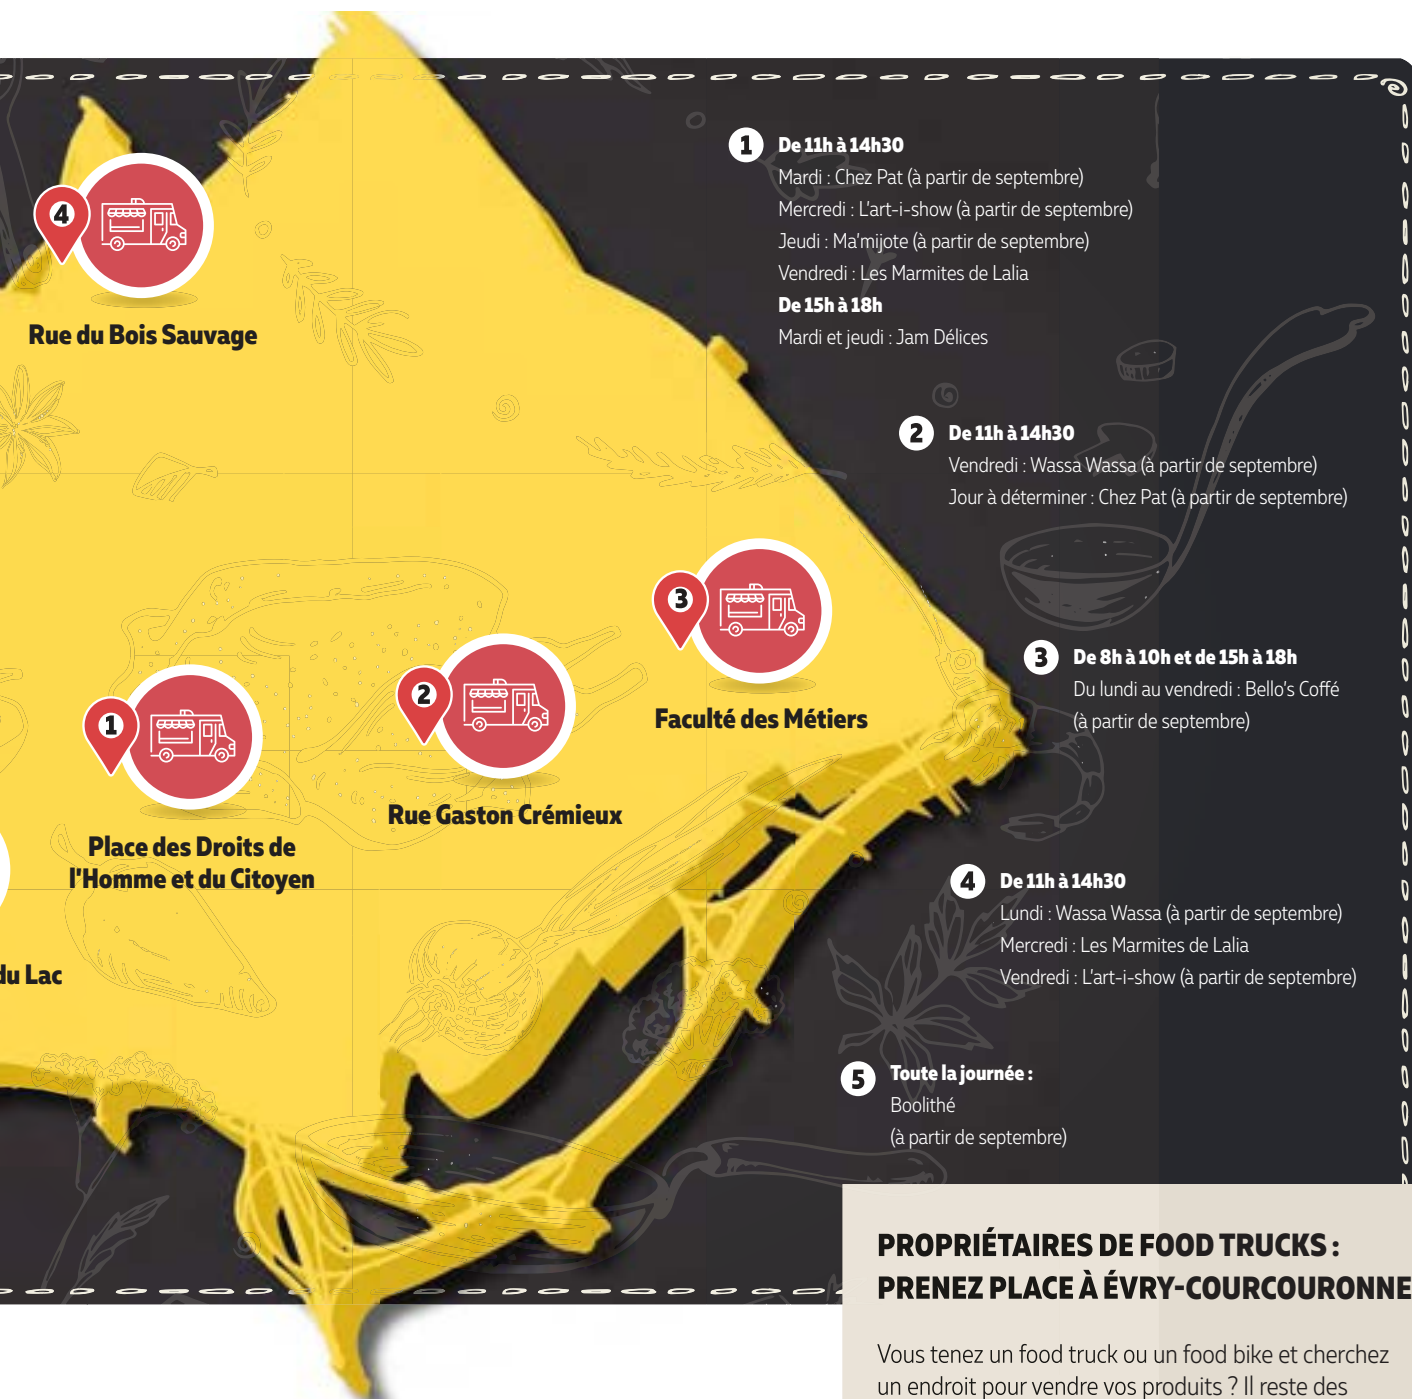 4
Rue du Bois Sauvage
3
Faculté des Métiers
2
Rue Gaston Crémieux
1
Place des Droits de
l'Homme et du Citoyen
du Lac
1 De 11h à 14h30
Mardi : Chez Pat (à partir de septembre)
Mercredi : L'art-i-show (à partir de septembre)
Jeudi : Ma'mijote (à partir de septembre)
Vendredi : Les Marmites de Lalia
De 15h à 18h
Mardi et jeudi : Jam Délices
2 De 11h à 14h30
Vendredi : Wassa Wassa (à partir de septembre)
Jour à déterminer : Chez Pat (à partir de septembre)
3 De 8h à 10h et de 15h à 18h
Du lundi au vendredi : Bello's Coffé
(à partir de septembre)
4 De 11h à 14h30
Lundi : Wassa Wassa (à partir de septembre)
Mercredi : Les Marmites de Lalia
Vendredi : L'art-i-show (à partir de septembre)
5 Toute la journée :
Boolithé
(à partir de septembre)
PROPRIÉTAIRES DE FOOD TRUCKS :
PRENEZ PLACE À ÉVRY-COURCOURONNE
Vous tenez un food truck ou un food bike et cherchez
un endroit pour vendre vos produits ? Il reste des